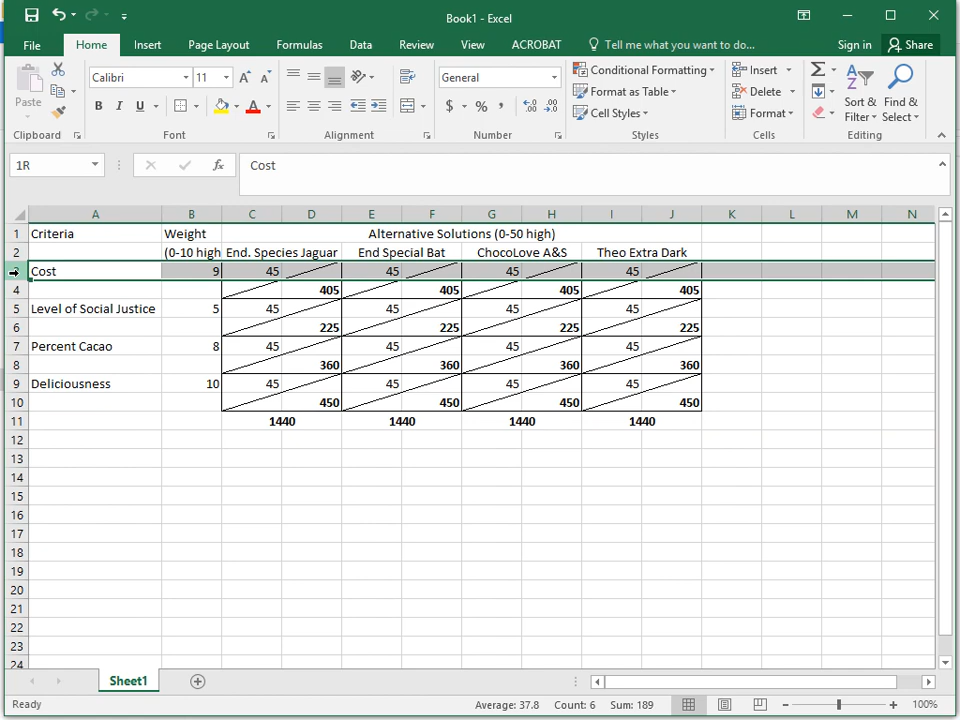 Book1 - Excel
File Home Insert Page Layout Formulas Data Review View ACROBAT Tell me what you want to do... Sign in Share
Paste
Calibri 11
B I U A
General
$ % ,
Conditional Formatting
Format as Table
Cell Styles
Insert
Delete
Format
Sort & Filter
Find & Select
Clipboard Font Alignment Number Styles Cells Editing
1R fx Cost
A B C D E F G H I J K L M N
1 Criteria Weight Alternative Solutions (0-50 high)
2 (0-10 high End. Species Jaguar End Special Bat ChocoLove A&S Theo Extra Dark
Cost 9 45 45 45 45
4 405 405 405 405
5 Level of Social Justice 5 45 45 45 45
6 225 225 225 225
7 Percent Cacao 8 45 45 45 45
8 360 360 360 360
9 Deliciousness 10 45 45 45 45
10 450 450 450 450
11 1440 1440 1440 1440
12
13
14
15
16
17
18
19
20
21
22
23
24
Sheet1
Ready Average: 37.8 Count: 6 Sum: 189 100%